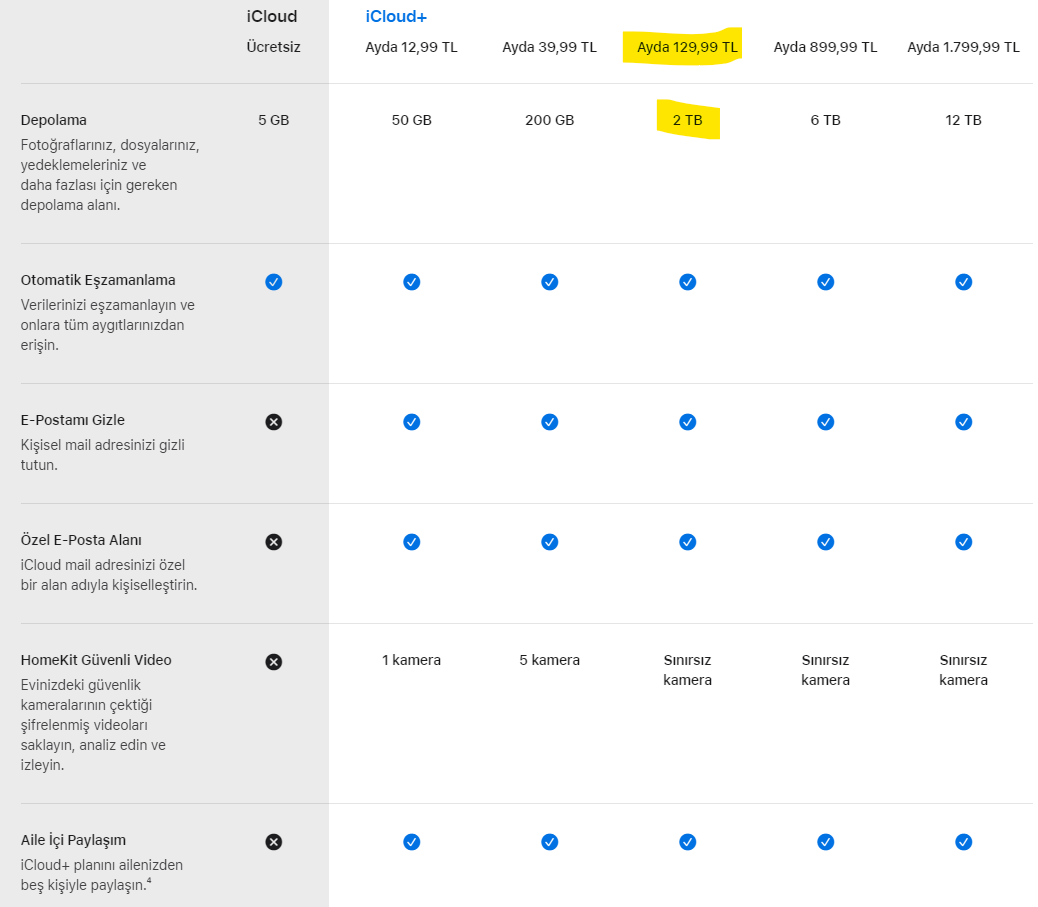 iCloud
iCloud+
Ücretsiz
Ayda 12,99 TL
Ayda 39,99 TL
Ayda 129,99 TL
Ayda 899,99 TL
Ayda 1.799,99 TL
Depolama
5 GB
50 GB
200 GB
2 TB
6 TB
12 TB
Fotoğraflarınız, dosyalarınız,
yedeklemeleriniz ve
daha fazlası için gereken
depolama alanı.
Otomatik Eşzamanlama
Verilerinizi eşzamanlayın ve
onlara tüm aygıtlarınızdan
erişin.
E-Postamı Gizle
Kişisel mail adresinizi gizli
tutun.
Özel E-Posta Alanı
iCloud mail adresinizi özel
bir alan adıyla kişiselleştirin.
HomeKit Güvenli Video
1 kamera
5 kamera
Sınırsız
kamera
Sınırsız
kamera
Sınırsız
kamera
Evinizdeki güvenlik
kameralarının çektiği
şifrelenmiş videoları
saklayın, analiz edin ve
izleyin.
Aile İçi Paylaşım
iCloud+ planını ailenizden
beş kişiyle paylaşın.⁴